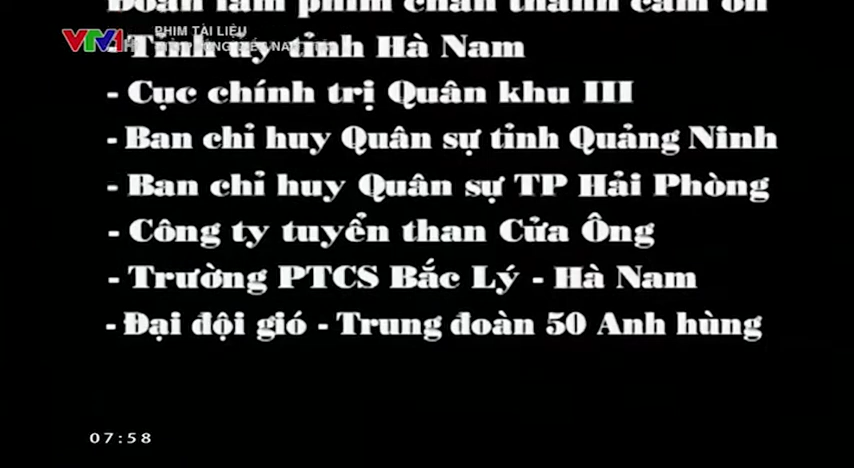 Đoàn làm phim chân thành cảm ơn
VTV1 HD PHIM TÀI LIỆU
- Tỉnh ủy tỉnh Hà Nam
- Cục chính trị Quân khu III
- Ban chỉ huy Quân sự tỉnh Quảng Ninh
- Ban chỉ huy Quân sự TP Hải Phòng
- Công ty tuyển than Cửa Ông
- Trường PTCS Bắc Lý - Hà Nam
- Đại đội gió - Trung đoàn 50 Anh hùng
07:58